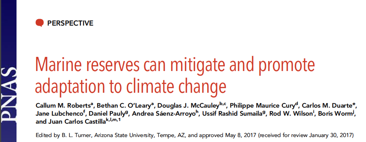 PNAS
PERSPECTIVE
Marine reserves can mitigate and promote
adaptation to climate change
Callum M. Robertsᵃ, Bethan C. O'Learyᵃ, Douglas J. McCauleyᵇ,ᶜ, Philippe Maurice Curyᵈ, Carlos M. Duarteᵉ,
Jane Lubchencoᶠ, Daniel Paulyᵍ, Andrea Sáenz-Arroyoʰ, Ussif Rashid Sumailaᵍ, Rod W. Wilsonⁱ, Boris Wormʲ,
and Juan Carlos Castillaᵏ,ˡ,ᵐ,¹
Edited by B. L. Turner, Arizona State University, Tempe, AZ, and approved May 8, 2017 (received for review January 30, 2017)